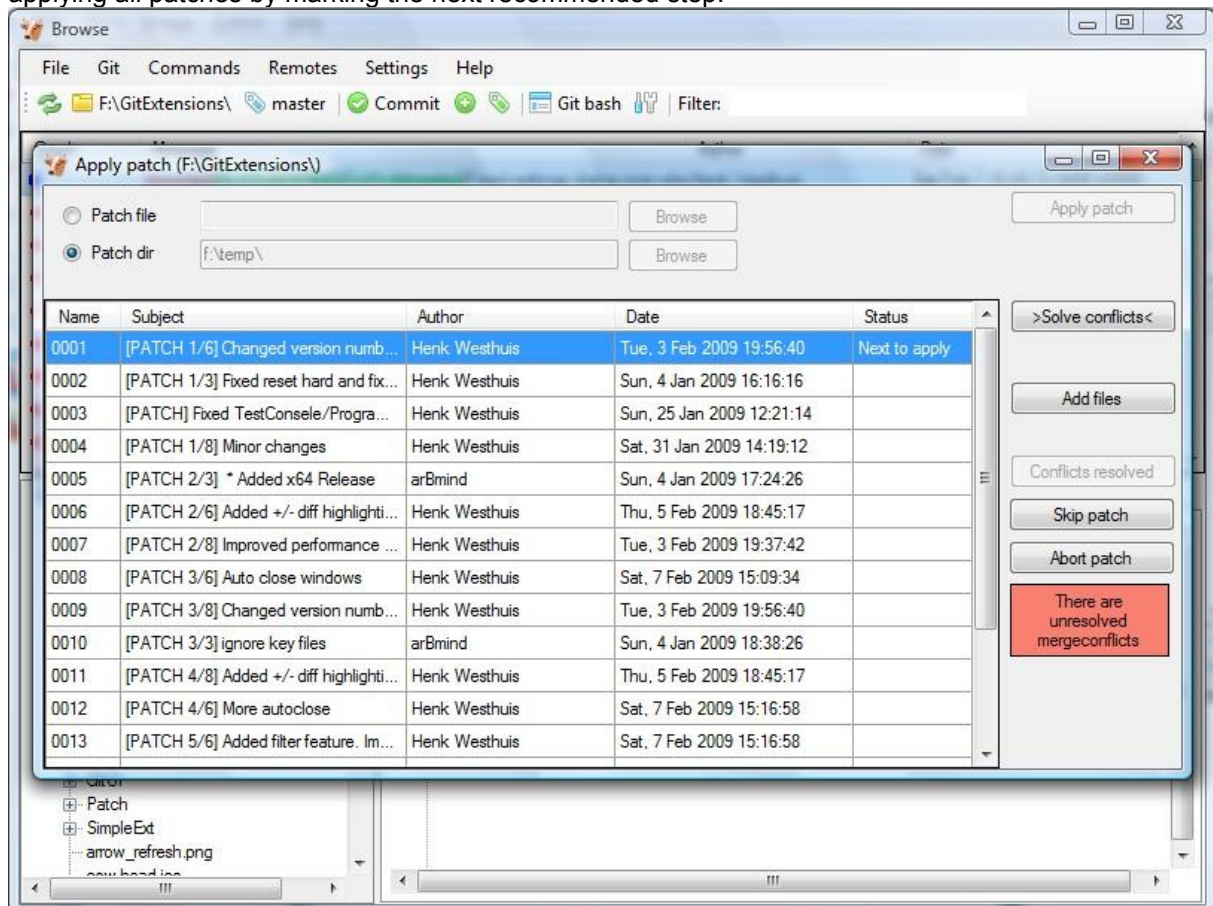 applying all patches by marking the next recommended step.
Browse
File Git Commands Remotes Settings Help
F:\GitExtensions\ master Commit Git bash Filter:
Apply patch (F:\GitExtensions\)
Patch file Browse Apply patch
Patch dir f:\temp\ Browse
Name Subject Author Date Status >Solve conflicts<
0001 [PATCH 1/6] Changed version numb... Henk Westhuis Tue, 3 Feb 2009 19:56:40 Next to apply
0002 [PATCH 1/3] Fixed reset hard and fix... Henk Westhuis Sun, 4 Jan 2009 16:16:16
0003 [PATCH] Fixed TestConsele/Progra... Henk Westhuis Sun, 25 Jan 2009 12:21:14
Add files
0004 [PATCH 1/8] Minor changes Henk Westhuis Sat, 31 Jan 2009 14:19:12
0005 [PATCH 2/3] * Added x64 Release arBmind Sun, 4 Jan 2009 17:24:26
Conflicts resolved
0006 [PATCH 2/6] Added +/- diff highlighti... Henk Westhuis Thu, 5 Feb 2009 18:45:17
Skip patch
0007 [PATCH 2/8] Improved performance ... Henk Westhuis Tue, 3 Feb 2009 19:37:42
Abort patch
0008 [PATCH 3/6] Auto close windows Henk Westhuis Sat, 7 Feb 2009 15:09:34
0009 [PATCH 3/8] Changed version numb... Henk Westhuis Tue, 3 Feb 2009 19:56:40
There are
unresolved
mergeconflicts
0010 [PATCH 3/3] ignore key files arBmind Sun, 4 Jan 2009 18:38:26
0011 [PATCH 4/8] Added +/- diff highlighti... Henk Westhuis Thu, 5 Feb 2009 18:45:17
0012 [PATCH 4/6] More autoclose Henk Westhuis Sat, 7 Feb 2009 15:16:58
0013 [PATCH 5/6] Added filter feature. Im... Henk Westhuis Sat, 7 Feb 2009 15:16:58
Patch
SimpleExt
arrow_refresh.png